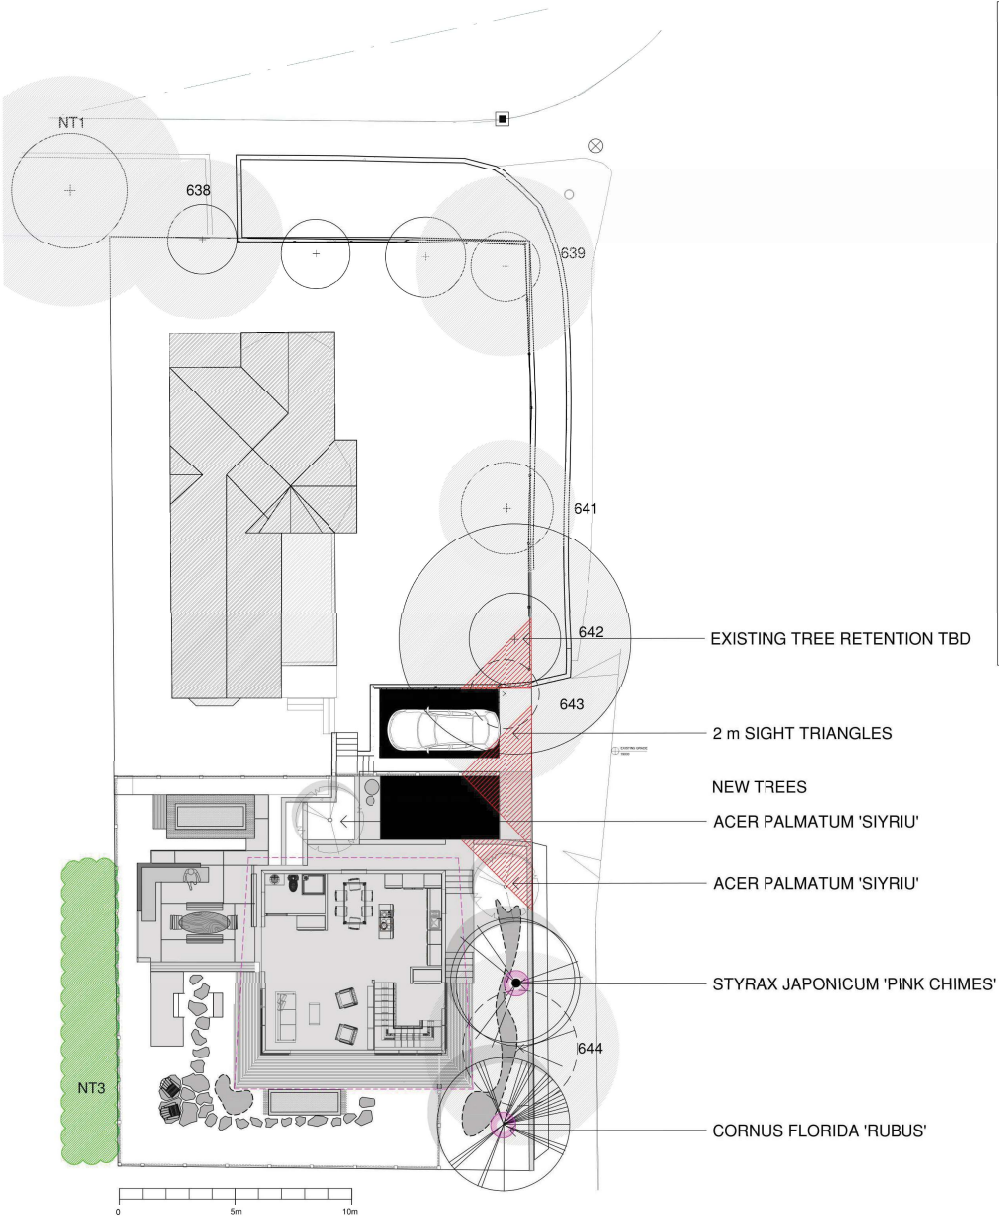 NT1
638
639
641
642
EXISTING TREE RETENTION TBD
643
2 m SIGHT TRIANGLES
NEW TREES
ACER PALMATUM 'SIYRIU'
ACER PALMATUM 'SIYRIU'
STYRAX JAPONICUM 'PINK CHIMES'
644
NT3
CORNUS FLORIDA 'RUBUS'
0 5m 10m